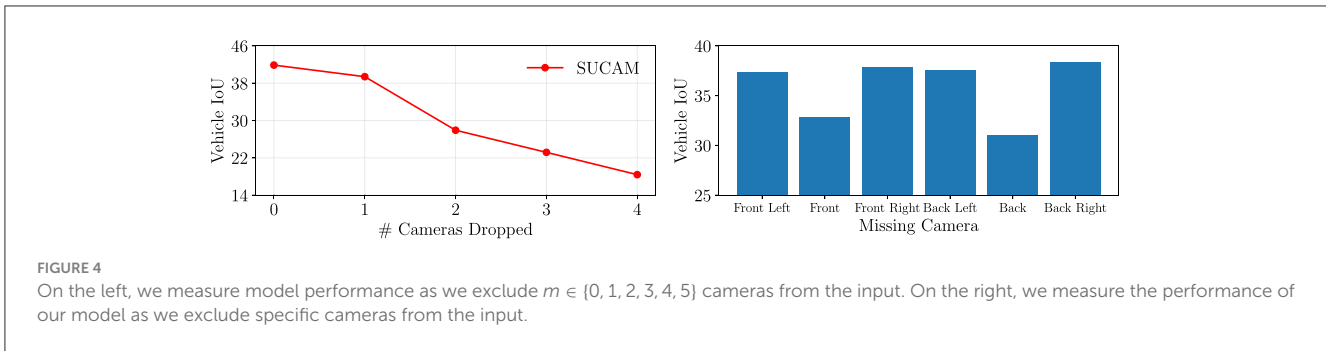 46
38
30
22
14
Vehicle IoU
SUCAM
0 1 2 3 4
# Cameras Dropped
40
35
30
25
Vehicle IoU
Front Left Front Front Right Back Left Back Back Right
Missing Camera
FIGURE 4
On the left, we measure model performance as we exclude m ∈ {0, 1, 2, 3, 4, 5} cameras from the input. On the right, we measure the performance of
our model as we exclude specific cameras from the input.